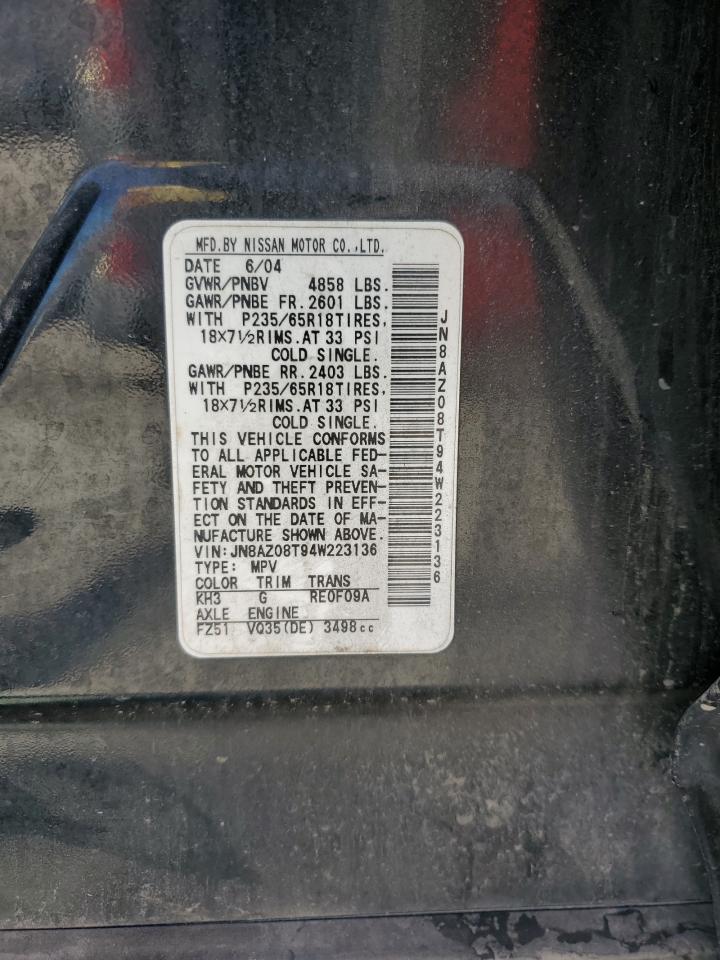 MFD.BY NISSAN MOTOR CO.,LTD.
DATE 6/04
GVWR/PNBV 4858 LBS.
GAWR/PNBE FR.2601 LBS.
WITH P235/65R18TIRES,
18X7½RIMS.AT 33 PSI
COLD SINGLE.
GAWR/PNBE RR.2403 LBS.
WITH P235/65R18TIRES,
18X7½RIMS.AT 33 PSI
COLD SINGLE.
THIS VEHICLE CONFORMS
TO ALL APPLICABLE FED-
ERAL MOTOR VEHICLE SA-
FETY AND THEFT PREVEN-
TION STANDARDS IN EFF-
ECT ON THE DATE OF MA-
NUFACTURE SHOWN ABOVE.
VIN:JN8AZ08T94W223136
TYPE: MPV
COLOR TRIM TRANS
KH3 G RE0F09A
AXLE ENGINE
FZ51 VQ35(DE) 3498cc
JN8AZ08T94W223136